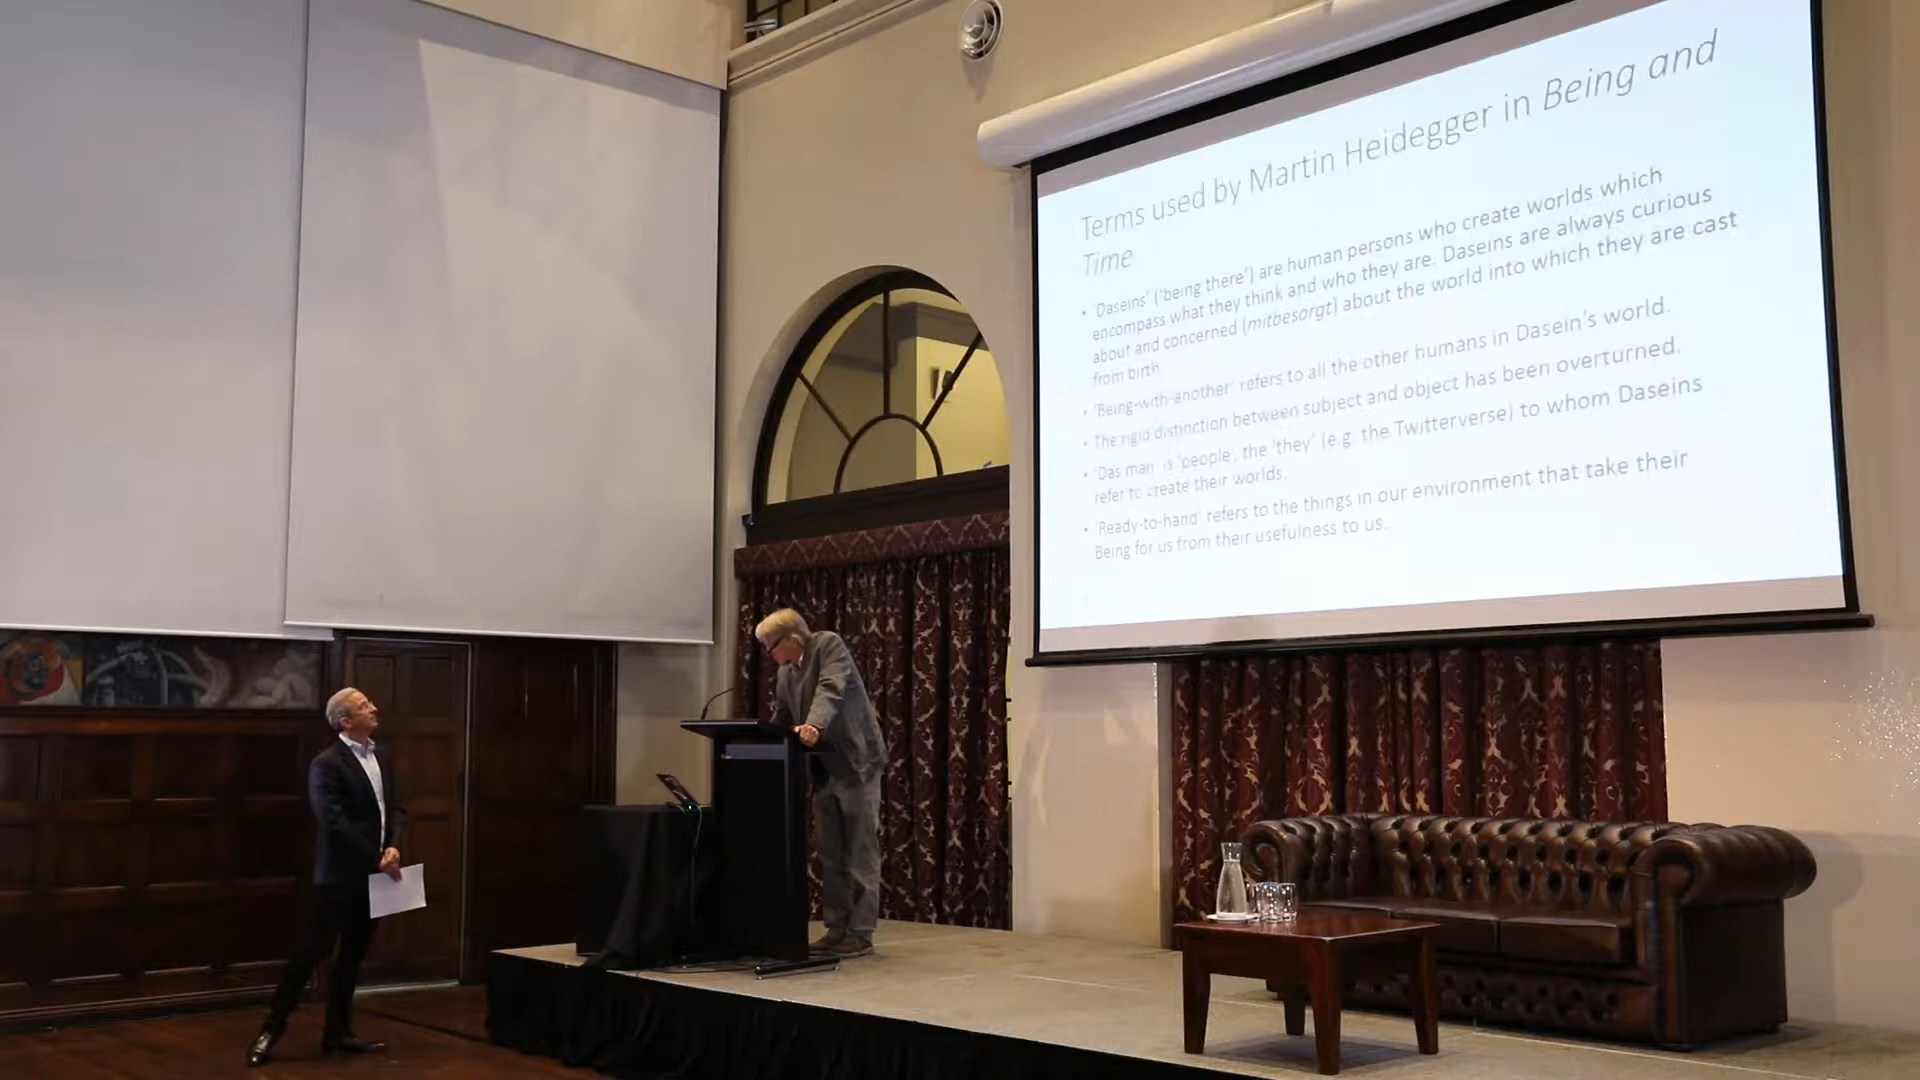 Terms used by Martin Heidegger in Being and
Time
• 'Daseins' ('being there') are human persons who create worlds which
encompass what they think and who they are. Daseins are always curious
about and concerned (mitbesorgt) about the world into which they are cast
from birth.
• 'Being-with-another' refers to all the other humans in Dasein's world.
• The rigid distinction between subject and object has been overturned.
• 'Das man' is 'people', the 'they' (e.g. the Twitterverse) to whom Daseins
refer to create their worlds.
• 'Ready-to-hand' refers to the things in our environment that take their
Being for us from their usefulness to us.